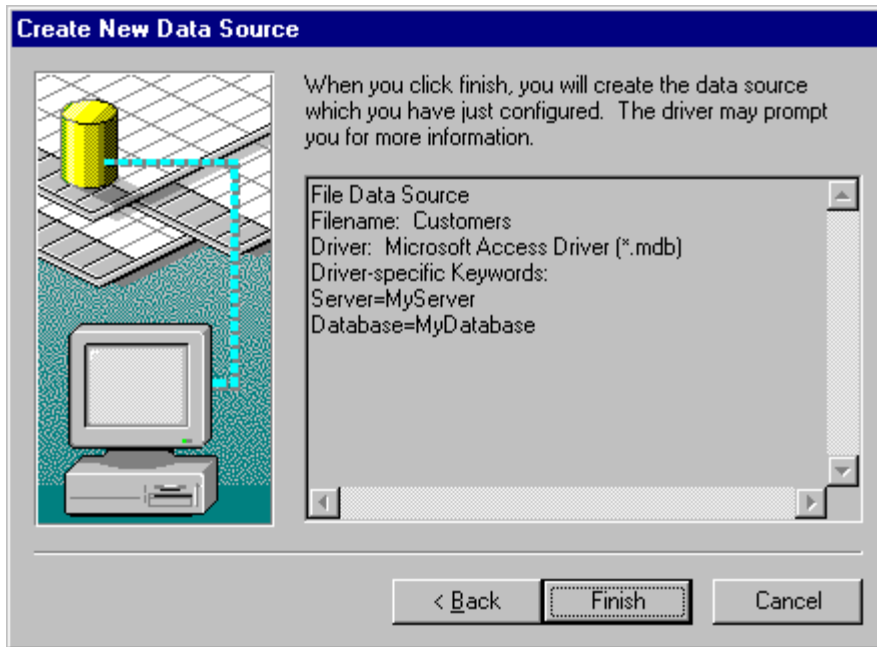 Create New Data Source
When you click finish, you will create the data source
which you have just configured.  The driver may prompt
you for more information.
File Data Source
Filename:  Customers
Driver:  Microsoft Access Driver (*.mdb)
Driver-specific Keywords:
Server=MyServer
Database=MyDatabase
< Back
Finish
Cancel